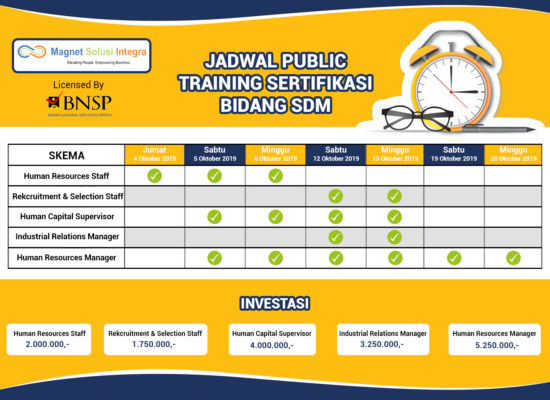 Magnet Solusi Integra
Elevating People, Empowering Business
Licensed By
BNSP
BADAN NASIONAL SERTIFIKASI PROFESI
JADWAL PUBLIC
TRAINING SERTIFIKASI
BIDANG SDM
SKEMA
Jumat
4 Oktober 2019
Sabtu
5 Oktober 2019
Minggu
6 Oktober 2019
Sabtu
12 Oktober 2019
Minggu
13 Oktober 2019
Sabtu
19 Oktober 2019
Minggu
20 Oktober 2019
Human Resources Staff
Rekcruitment & Selection Staff
Human Capital Supervisor
Industrial Relations Manager
Human Resources Manager
INVESTASI
Human Resources Staff
2.000.000,-
Rekcruitment & Selection Staff
1.750.000,-
Human Capital Supervisor
4.000.000,-
Industrial Relations Manager
3.250.000,-
Human Resources Manager
5.250.000,-